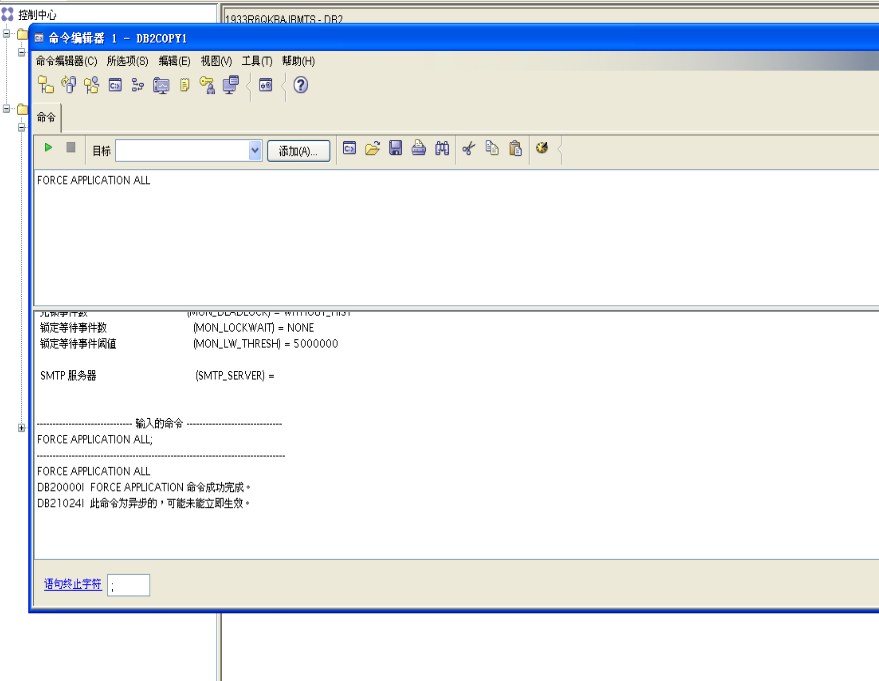 控制中心
1933R6QKBAJBMTS - DB2
命令编辑器 1 - DB2COPY1
命令编辑器(C) 所选项(S) 编辑(E) 视图(V) 工具(T) 帮助(H)
命令
目标
添加(A)...
FORCE APPLICATION ALL
死锁事件数 (MON_DEADLOCK) = WITHOUT_HIST
锁定等待事件数 (MON_LOCKWAIT) = NONE
锁定等待事件阈值 (MON_LW_THRESH) = 5000000
SMTP 服务器 (SMTP_SERVER) =
------------------------------ 输入的命令 ------------------------------
FORCE APPLICATION ALL;
------------------------------------------------------------------------------
FORCE APPLICATION ALL
DB20000I FORCE APPLICATION 命令成功完成。
DB21024I 此命令为异步的，可能未能立即生效。
语句终止字符 ;